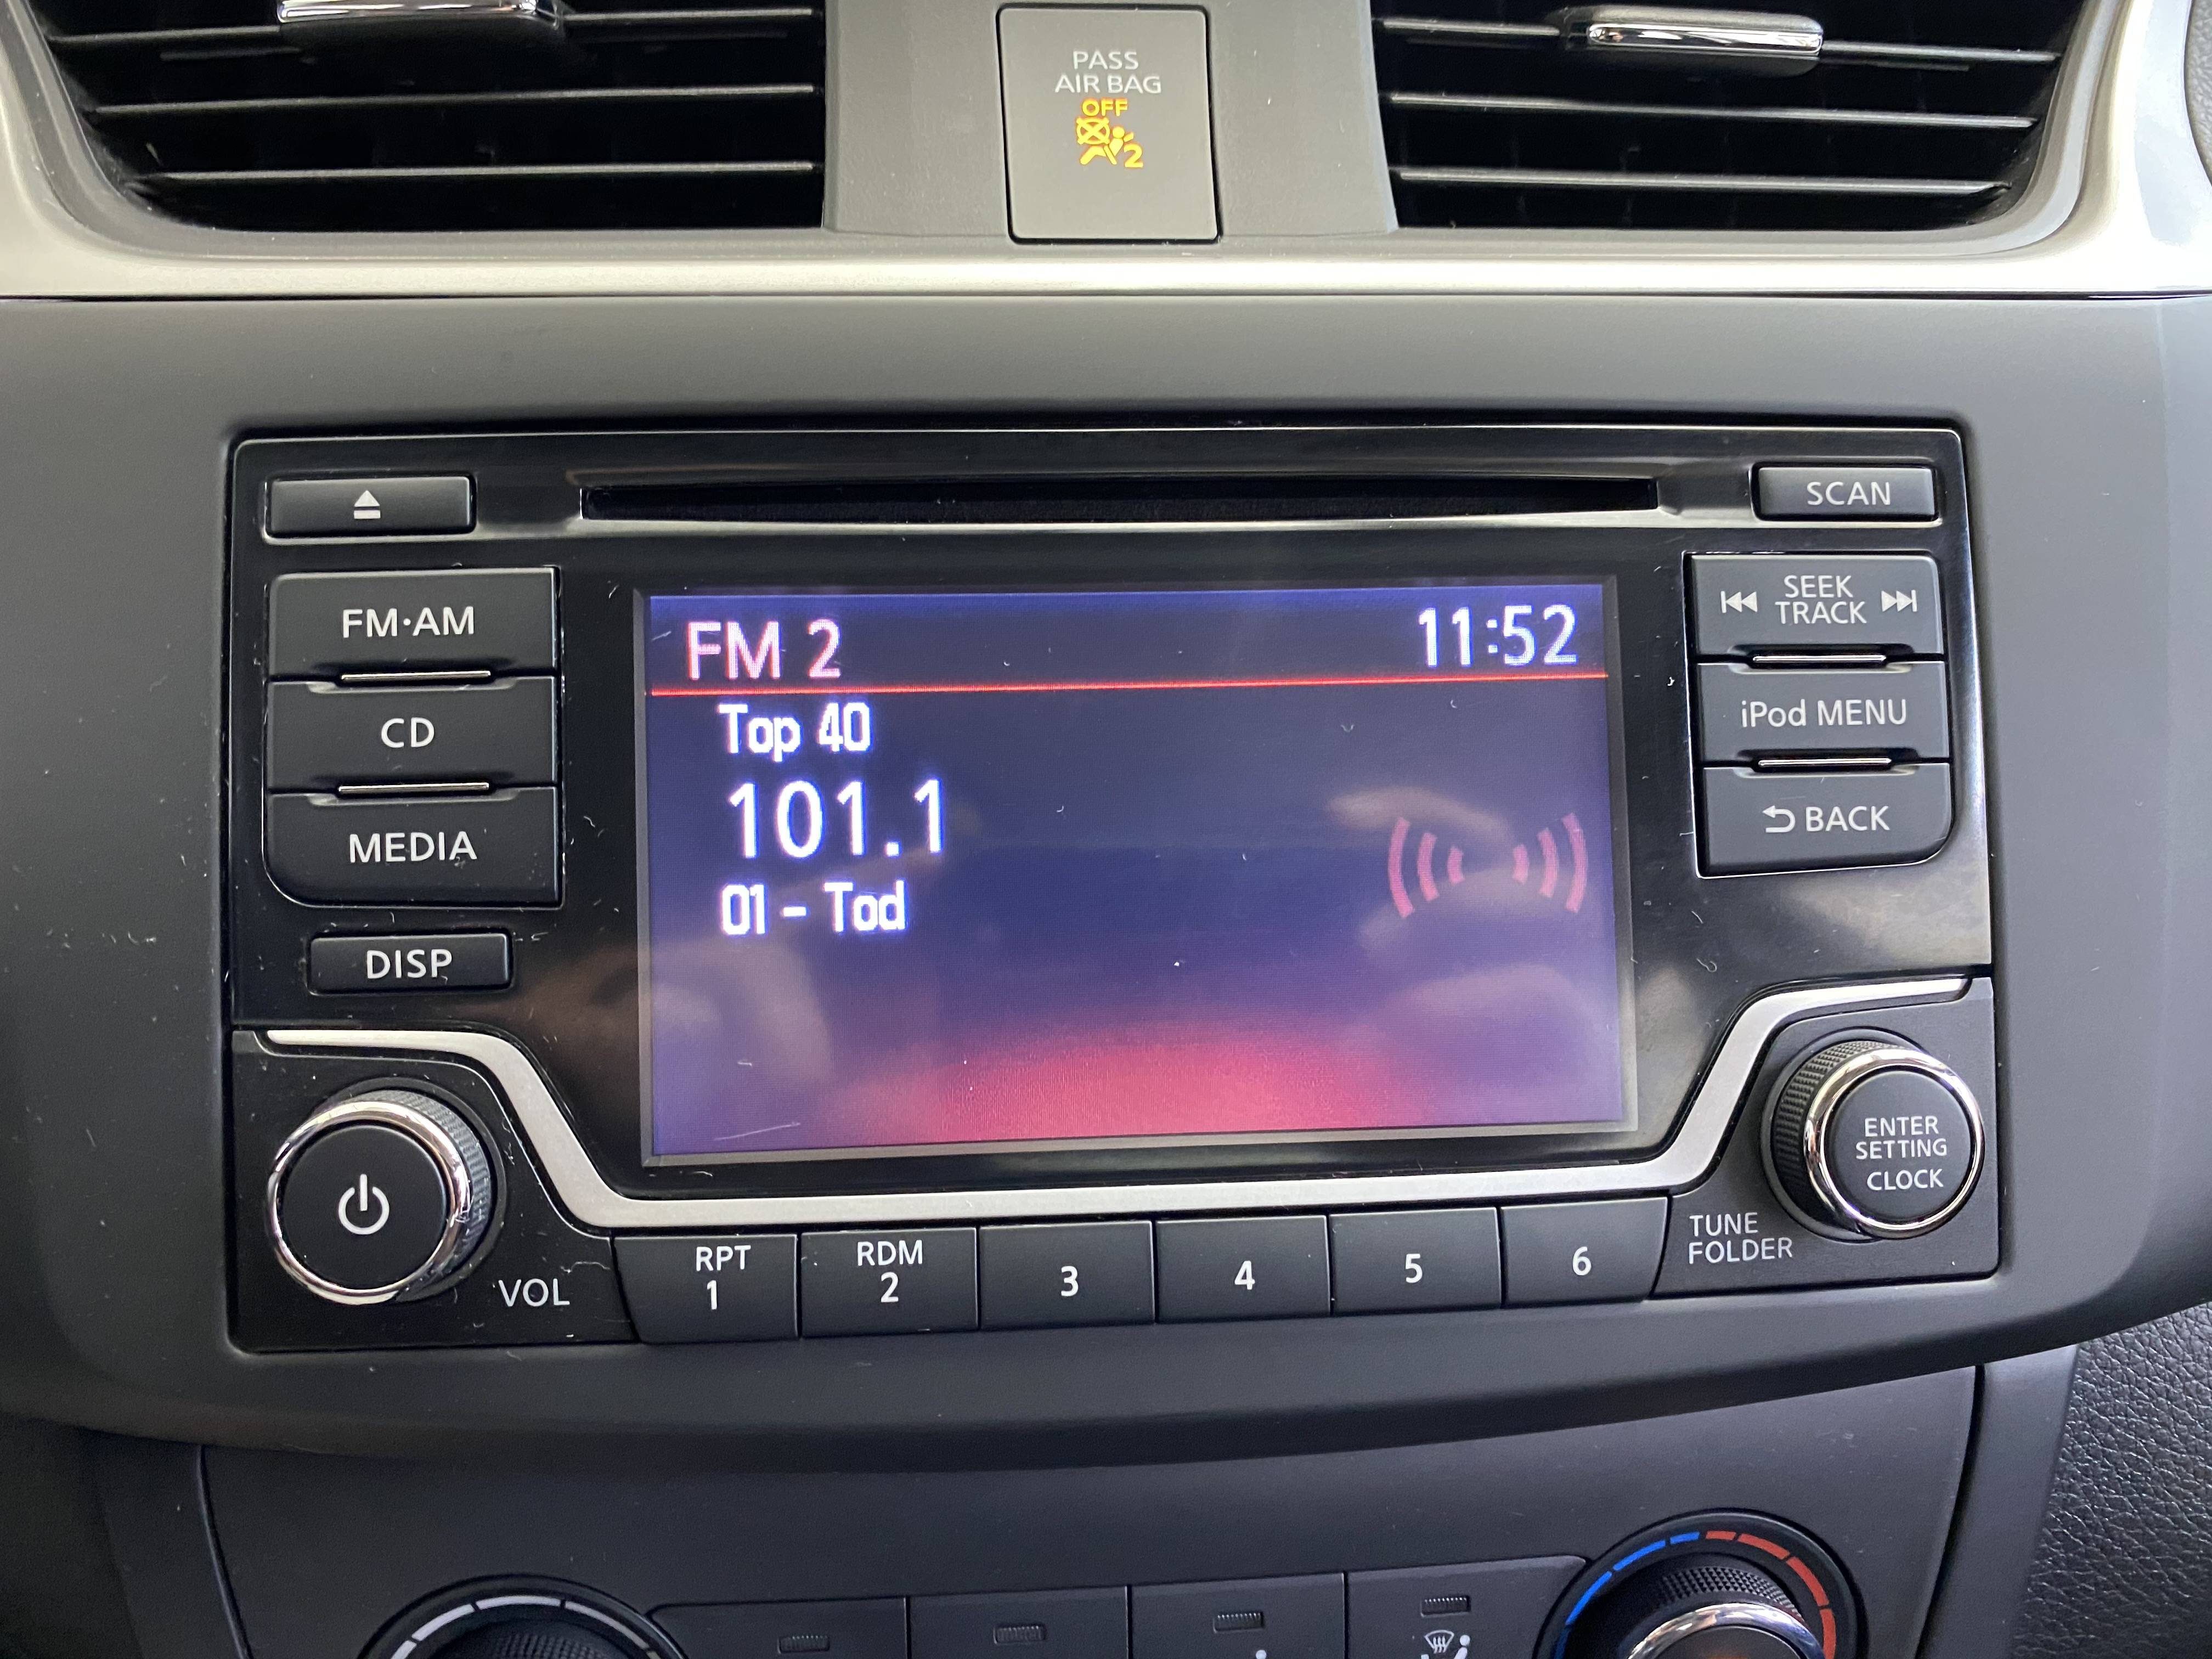 PASS
AIR BAG
OFF
2
SCAN
FM·AM
SEEK
TRACK
CD
iPod MENU
MEDIA
BACK
DISP
FM 2
11:52
Top 40
101.1
01 - Tod
ENTER
SETTING
CLOCK
TUNE
FOLDER
VOL
RPT
1
RDM
2
3
4
5
6